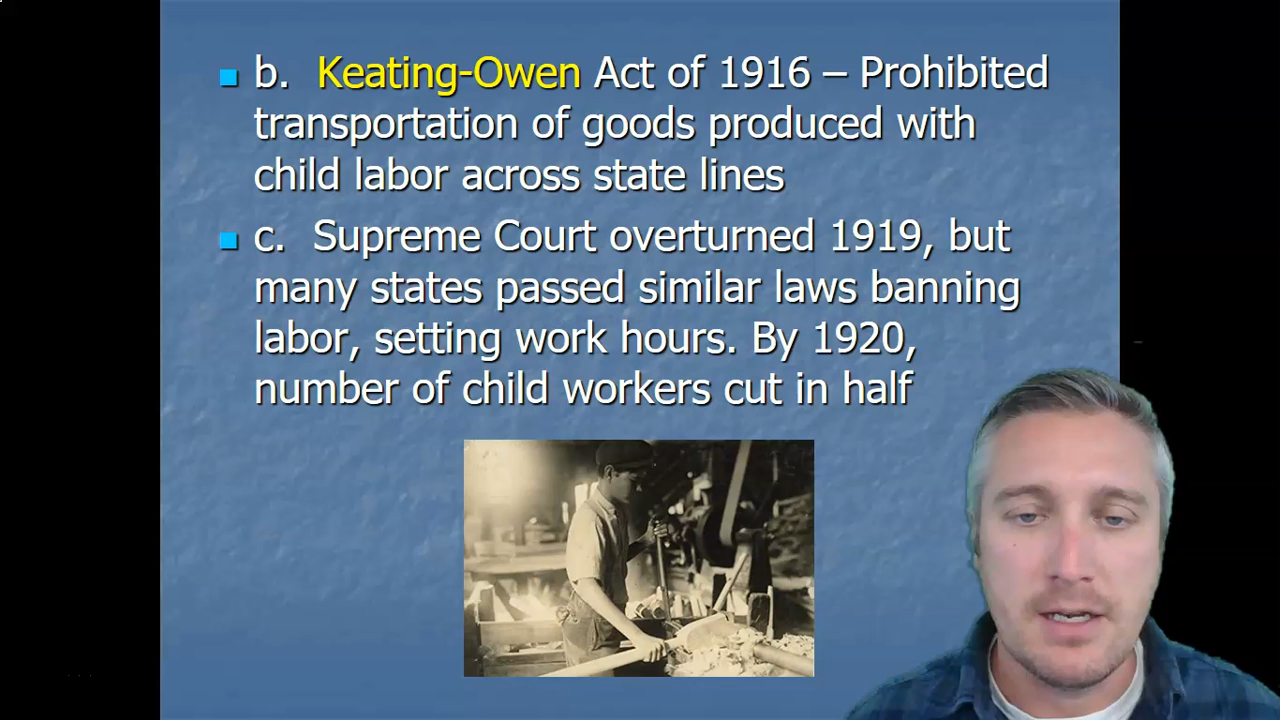 b. Keating-Owen Act of 1916 – Prohibited
transportation of goods produced with
child labor across state lines
c. Supreme Court overturned 1919, but
many states passed similar laws banning
labor, setting work hours. By 1920,
number of child workers cut in half